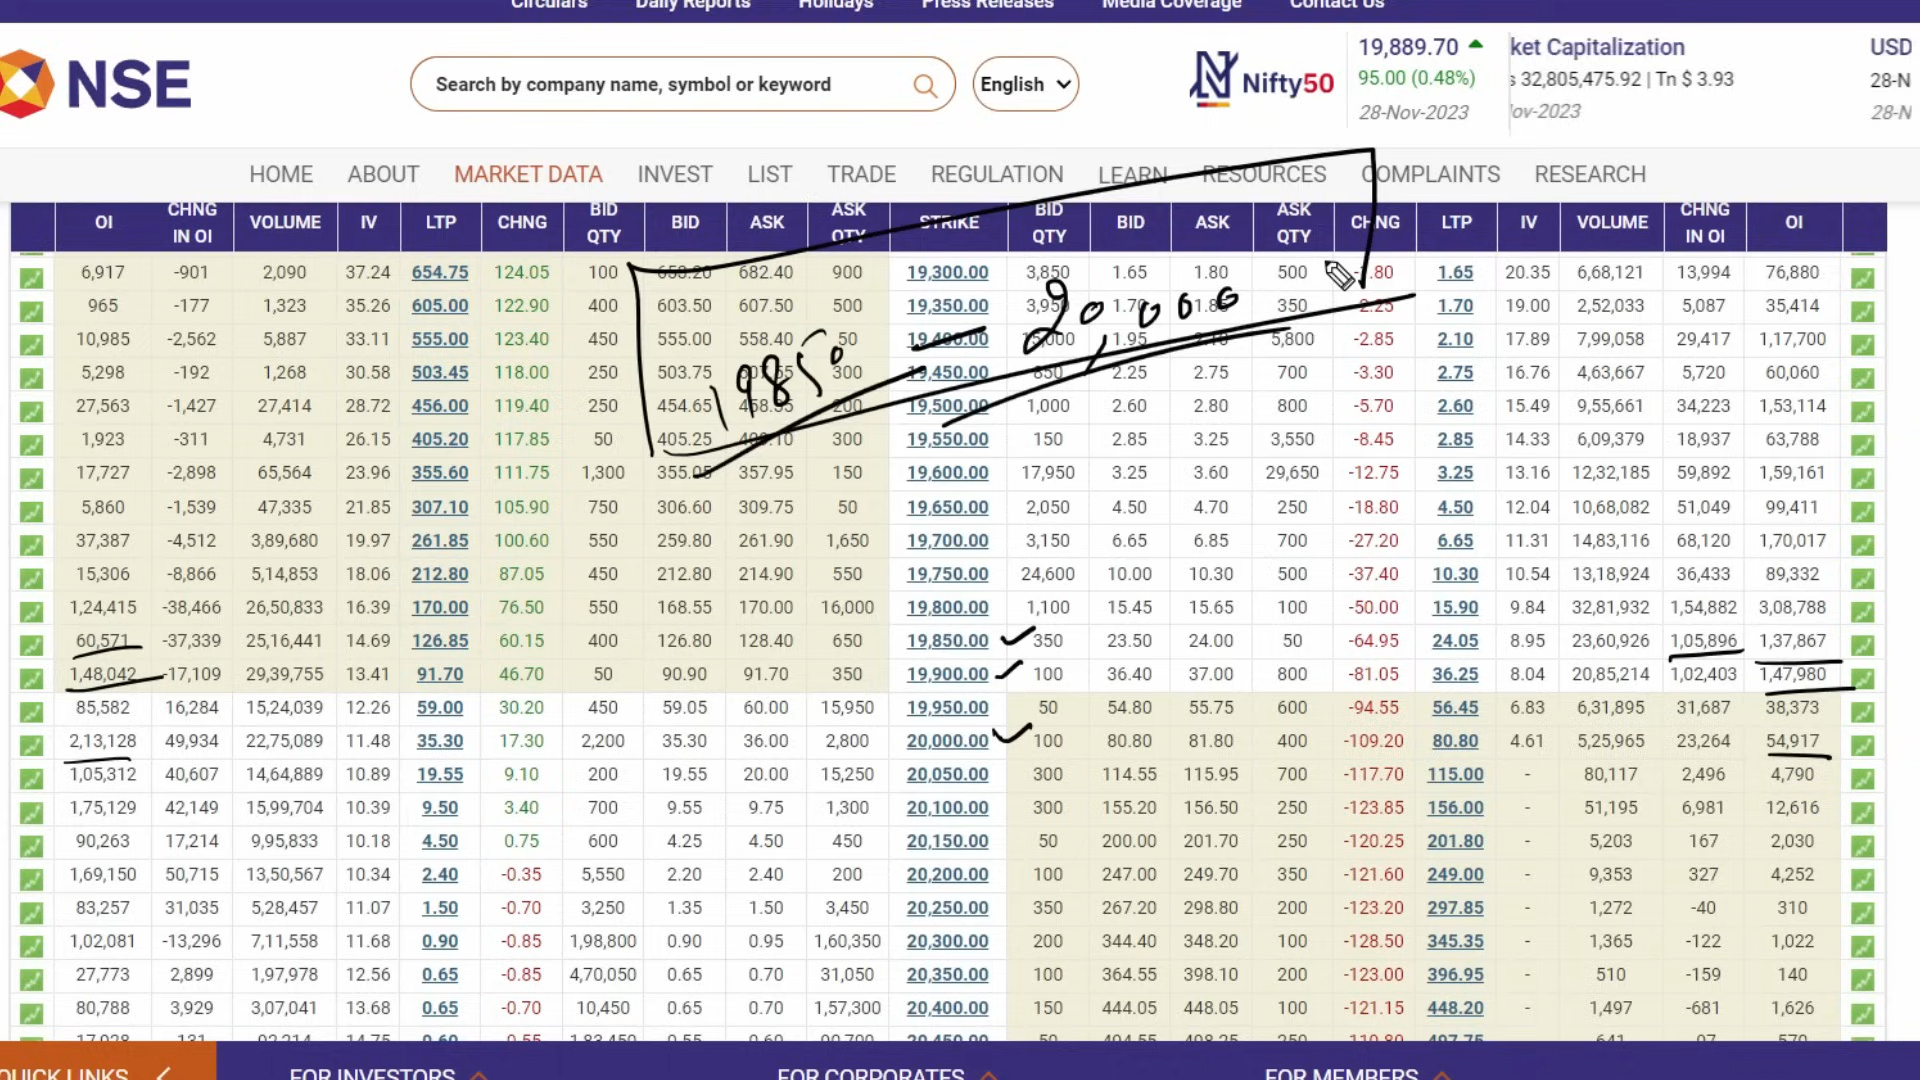 Circulars Daily Reports Holidays Press Releases Media Coverage Contact Us
NSE
Search by company name, symbol or keyword
English
Nifty50
19,889.70
95.00 (0.48%)
28-Nov-2023
ket Capitalization
32,805,475.92 | Tn $ 3.93
ov-2023
USD
28-N
28-N
HOME ABOUT MARKET DATA INVEST LIST TRADE REGULATION LEARN RESOURCES COMPLAINTS RESEARCH
OI CHNG IN OI VOLUME IV LTP CHNG BID QTY BID ASK ASK QTY STRIKE BID QTY BID ASK ASK QTY CHNG LTP IV VOLUME CHNG IN OI OI
6,917 -901 2,090 37.24 654.75 124.05 100 653.20 682.40 900 19,300.00 3,850 1.65 1.80 500 1.65 20.35 6,68,121 13,994 76,880
965 -177 1,323 35.26 605.00 122.90 400 603.50 607.50 500 19,350.00 3,950 1.70 350 -2.25 1.70 19.00 2,52,033 5,087 35,414
10,985 -2,562 5,887 33.11 555.00 123.40 450 555.00 558.40 50 19,400.00 1.95 5,800 -2.85 2.10 17.89 7,99,058 29,417 1,17,700
5,298 -192 1,268 30.58 503.45 118.00 250 503.75 300 19,450.00 850 2.25 2.75 700 -3.30 2.75 16.76 4,63,667 5,720 60,060
27,563 -1,427 27,414 28.72 456.00 119.40 250 454.65 200 19,500.00 1,000 2.60 2.80 800 -5.70 2.60 15.49 9,55,661 34,223 1,53,114
1,923 -311 4,731 26.15 405.20 117.85 50 405.25 300 19,550.00 150 2.85 3.25 3,550 -8.45 2.85 14.33 6,09,379 18,937 63,788
17,727 -2,898 65,564 23.96 355.60 111.75 1,300 355.05 357.95 150 19,600.00 17,950 3.25 3.60 29,650 -12.75 3.25 13.16 12,32,185 59,892 1,59,161
5,860 -1,539 47,335 21.85 307.10 105.90 750 306.60 309.75 50 19,650.00 2,050 4.50 4.70 250 -18.80 4.50 12.04 10,68,082 51,049 99,411
37,387 -4,512 3,89,680 19.97 261.85 100.60 550 259.80 261.90 1,650 19,700.00 3,150 6.65 6.85 700 -27.20 6.65 11.31 14,83,116 68,120 1,70,017
15,306 -8,866 5,14,853 18.06 212.80 87.05 450 212.80 214.90 550 19,750.00 24,600 10.00 10.30 500 -37.40 10.30 10.54 13,18,924 36,433 89,332
1,24,415 -38,466 26,50,833 16.39 170.00 76.50 550 168.55 170.00 16,000 19,800.00 1,100 15.45 15.65 100 -50.00 15.90 9.84 32,81,932 1,54,882 3,08,788
60,571 -37,339 25,16,441 14.69 126.85 60.15 400 126.80 128.40 650 19,850.00 350 23.50 24.00 50 -64.95 24.05 8.95 23,60,926 1,05,896 1,37,867
1,48,042 -17,109 29,39,755 13.41 91.70 46.70 50 90.90 91.70 350 19,900.00 100 36.40 37.00 800 -81.05 36.25 8.04 20,85,214 1,02,403 1,47,980
85,582 16,284 15,24,039 12.26 59.00 30.20 450 59.05 60.00 15,950 19,950.00 50 54.80 55.75 600 -94.55 56.45 6.83 6,31,895 31,687 38,373
2,13,128 49,934 22,75,089 11.48 35.30 17.30 2,200 35.30 36.00 2,800 20,000.00 100 80.80 81.80 400 -109.20 80.80 4.61 5,25,965 23,264 54,917
1,05,312 40,607 14,64,889 10.89 19.55 9.10 200 19.55 20.00 15,250 20,050.00 300 114.55 115.95 700 -117.70 115.00 - 80,117 2,496 4,790
1,75,129 42,149 15,99,704 10.39 9.50 3.40 700 9.55 9.75 1,300 20,100.00 300 155.20 156.50 250 -123.85 156.00 - 51,195 6,981 12,616
90,263 17,214 9,95,833 10.18 4.50 0.75 600 4.25 4.50 450 20,150.00 50 200.00 201.70 250 -120.25 201.80 - 5,203 167 2,030
1,69,150 50,715 13,50,567 10.34 2.40 -0.35 5,550 2.20 2.40 200 20,200.00 100 247.00 249.70 350 -121.60 249.00 - 9,353 327 4,252
83,257 31,035 5,28,457 11.07 1.50 -0.70 3,250 1.35 1.50 3,450 20,250.00 350 267.20 298.80 200 -123.20 297.85 - 1,272 -40 310
1,02,081 -13,296 7,11,558 11.68 0.90 -0.85 1,98,800 0.90 0.95 1,60,350 20,300.00 200 344.40 348.20 100 -128.50 345.35 - 1,365 -122 1,022
27,773 2,899 1,97,978 12.56 0.65 -0.85 4,70,050 0.65 0.70 31,050 20,350.00 100 364.55 398.10 200 -123.00 396.95 - 510 -159 140
80,788 3,929 3,07,041 13.68 0.65 -0.70 10,450 0.65 0.70 1,57,300 20,400.00 150 444.05 448.05 100 -121.15 448.20 - 1,497 -681 1,626
19850
20,000
QUICK LINKS FOR INVESTORS FOR CORPORATES FOR MEMBERS